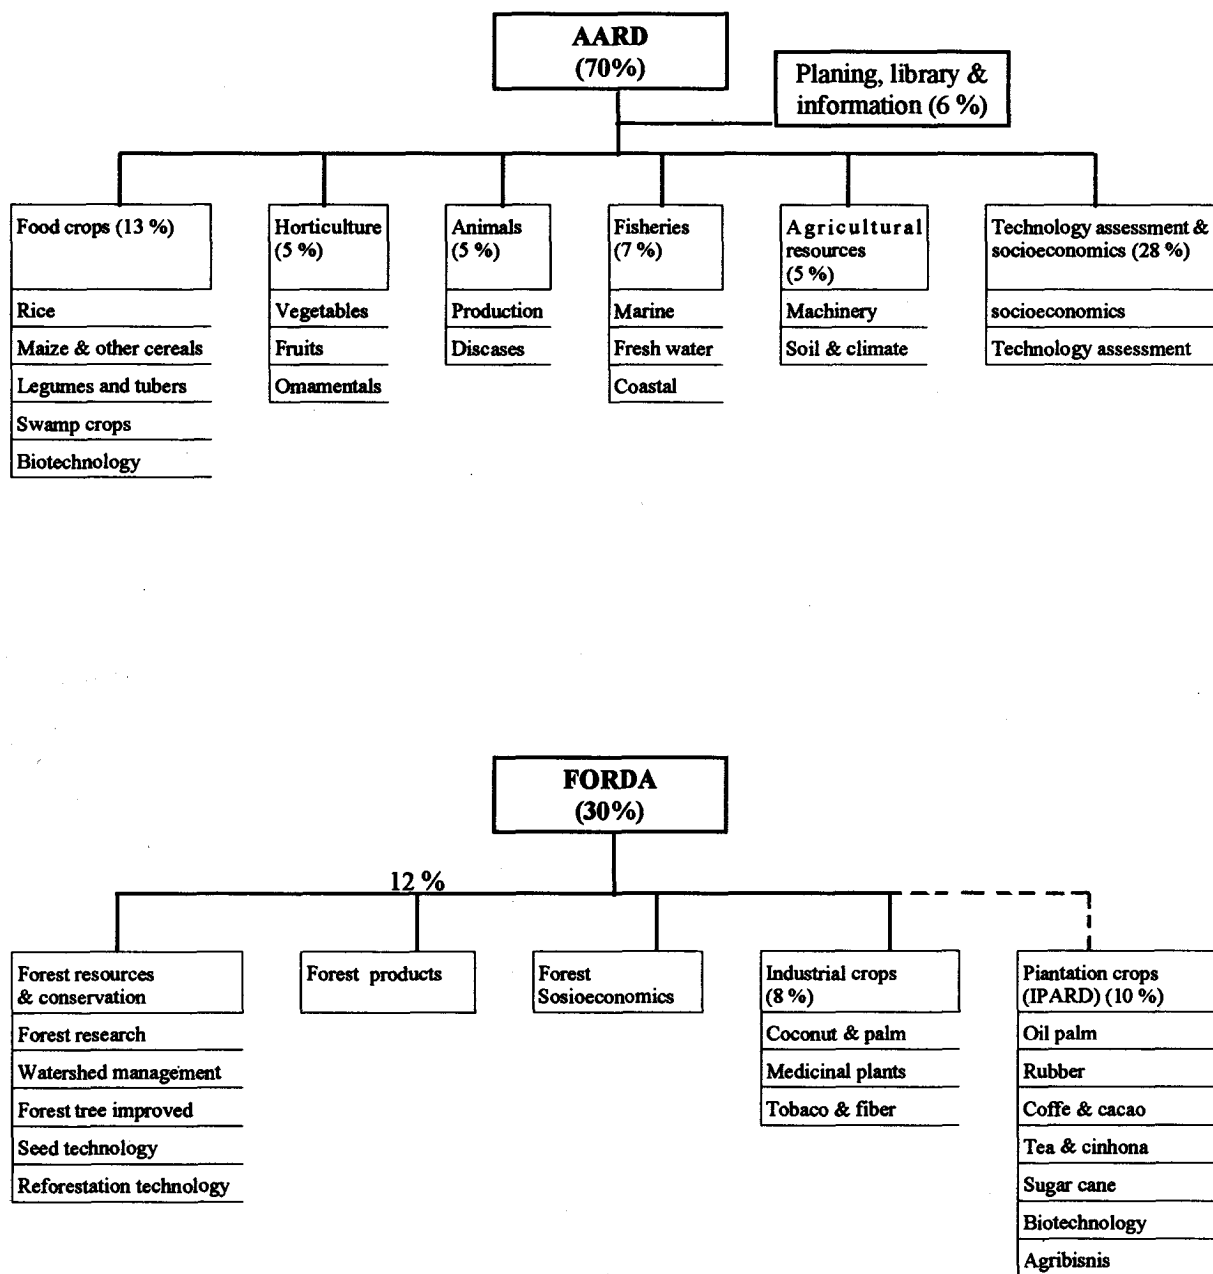 AARD
(70%)
Planing, library &
information (6 %)
Food crops (13 %)
Rice
Maize & other cereals
Legumes and tubers
Swamp crops
Biotechnology
Horticulture
(5 %)
Vegetables
Fruits
Omamentals
Animals
(5 %)
Production
Discases
Fisheries
(7 %)
Marine
Fresh water
Coastal
Agricultural
resources
(5 %)
Machinery
Soil & climate
Technology assessment &
socioeconomics (28 %)
socioeconomics
Technology assessment
FORDA
(30%)
12 %
Forest resources
& conservation
Forest research
Watershed management
Forest tree improved
Seed technology
Reforestation technology
Forest products
Forest
Sosioeconomics
Industrial crops
(8 %)
Coconut & palm
Medicinal plants
Tobaco & fiber
Piantation crops
(IPARD) (10 %)
Oil palm
Rubber
Coffe & cacao
Tea & cinhona
Sugar cane
Biotechnology
Agribisnis